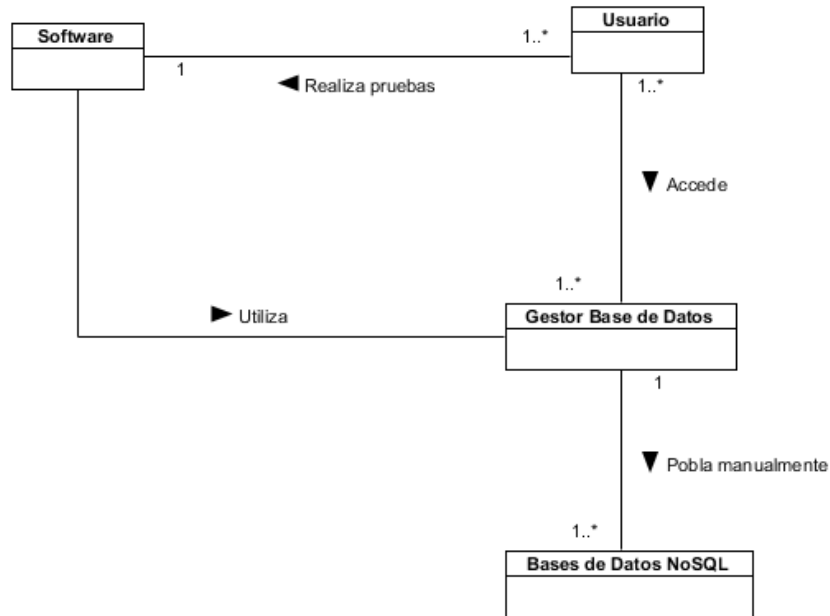 Usuario
Software
1..*
1
Realiza pruebas
1..*
Accede
1..*
Utiliza
Gestor Base de Datos
1
Pobla manualmente
1..*
Bases de Datos NoSQL